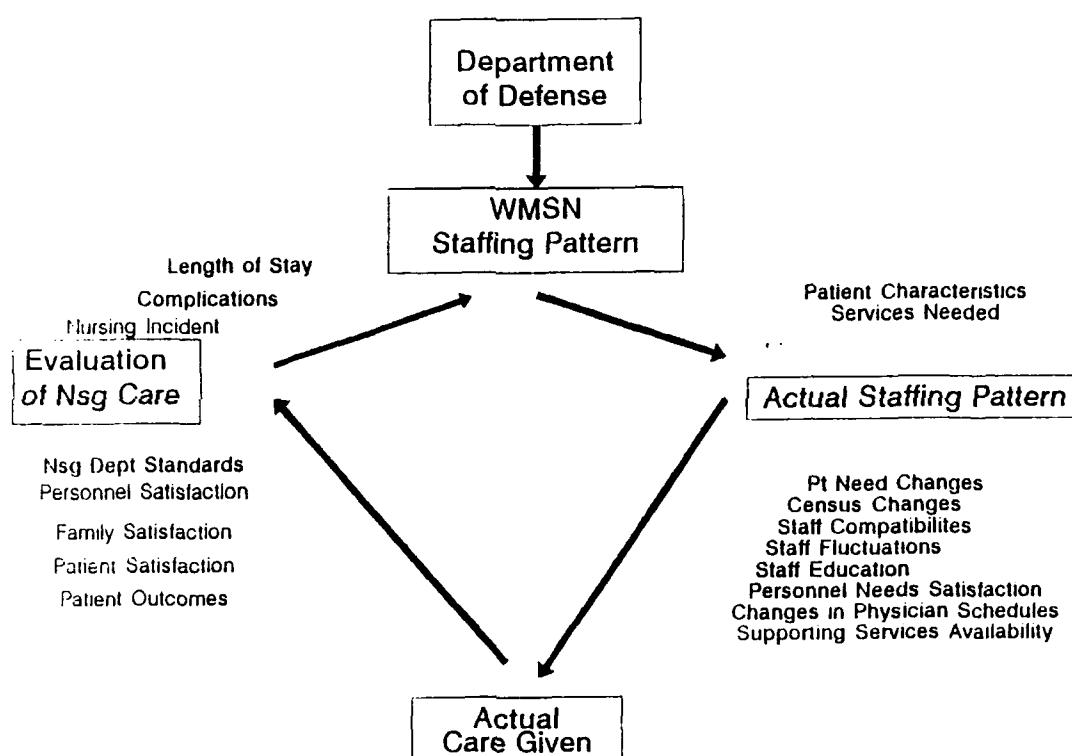 Department
of Defense
WMSN
Staffing Pattern
Length of Stay
Complications
Nursing Incident
Evaluation
of Nsg Care
Patient Characteristics
Services Needed
Actual Staffing Pattern
Nsg Dept Standards
Personnel Satisfaction
Family Satisfaction
Patient Satisfaction
Patient Outcomes
Pt Need Changes
Census Changes
Staff Compatibilites
Staff Fluctuations
Staff Education
Personnel Needs Satisfaction
Changes in Physician Schedules
Supporting Services Availability
Actual
Care Given